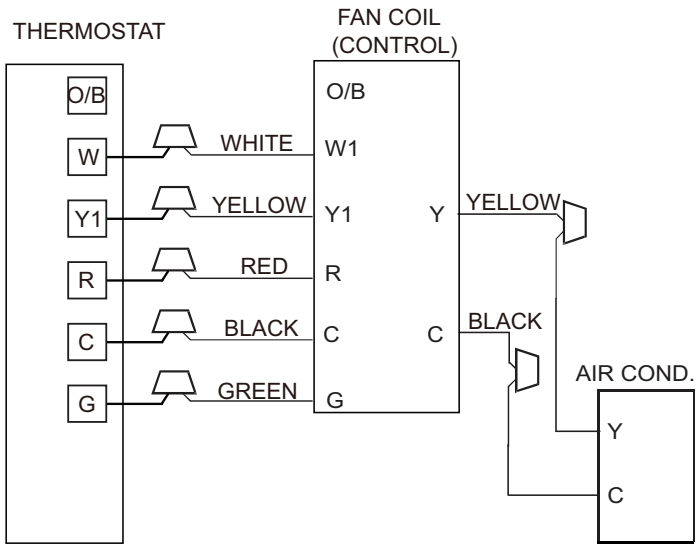 THERMOSTAT
FAN COIL
(CONTROL)
O/B
O/B
W
WHITE
W1
Y1
YELLOW
Y1
Y
YELLOW
R
RED
R
C
BLACK
C
C
BLACK
G
GREEN
G
AIR COND.
Y
C